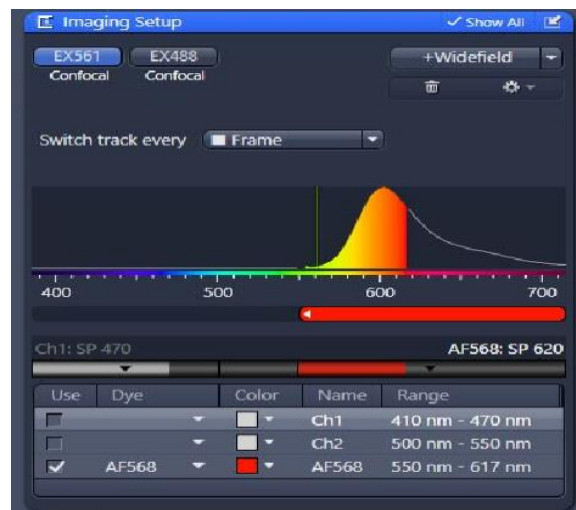 Imaging Setup ✓ Show All
EX561 EX488 +Widefield
Confocal Confocal
Switch track every Frame
400 500 600 700
Ch1: SP 470 AF568: SP 620
Use Dye Color Name Range
Ch1 410 nm - 470 nm
Ch2 500 nm - 550 nm
AF568 AF568 550 nm - 617 nm